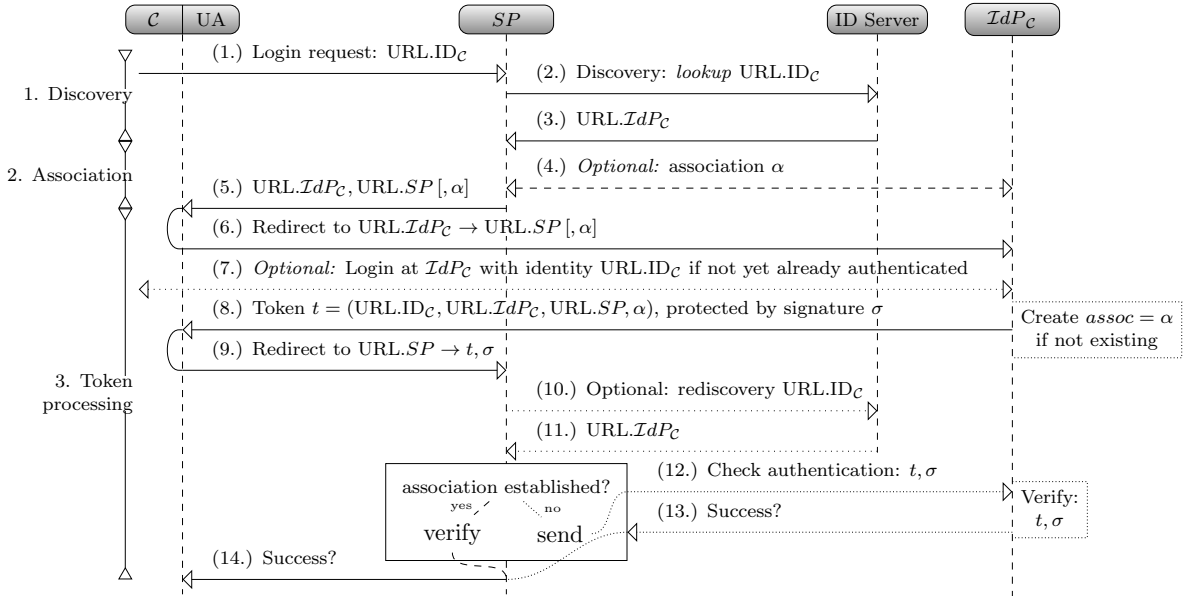 𝒞 UA SP ID Server IdP_𝒞
(1.) Login request: URL.ID_𝒞
(2.) Discovery: lookup URL.ID_𝒞
1. Discovery
(3.) URL.IdP_𝒞
(4.) Optional: association α
2. Association
(5.) URL.IdP_𝒞, URL.SP [, α]
(6.) Redirect to URL.IdP_𝒞 → URL.SP [, α]
(7.) Optional: Login at IdP_𝒞 with identity URL.ID_𝒞 if not yet already authenticated
(8.) Token t = (URL.ID_𝒞, URL.IdP_𝒞, URL.SP, α), protected by signature σ
Create assoc = α
if not existing
(9.) Redirect to URL.SP → t, σ
3. Token
processing
(10.) Optional: rediscovery URL.ID_𝒞
(11.) URL.IdP_𝒞
(12.) Check authentication: t, σ
association established?
yes no
verify send
(13.) Success?
Verify:
t, σ
(14.) Success?